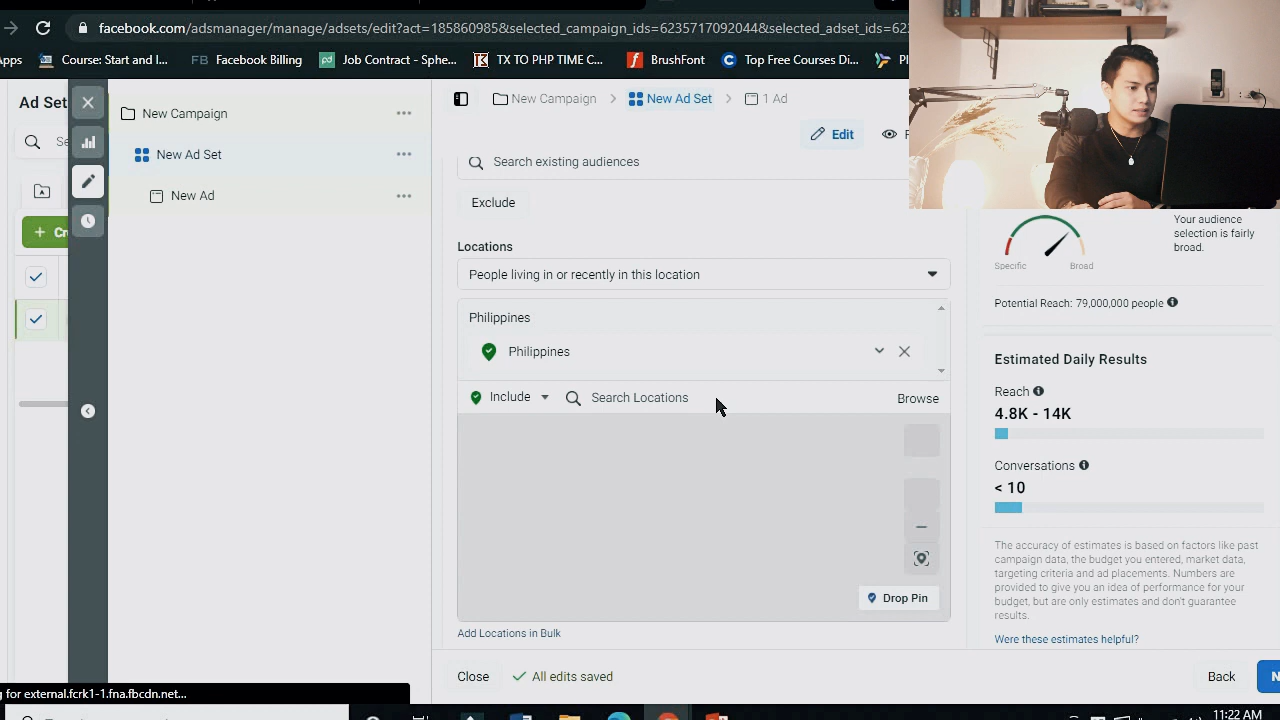 facebook.com/adsmanager/manage/adsets/edit?act=185860985&selected_campaign_ids=6235717092044&selected_adset_ids=62
Apps
Course: Start and I...
FB Facebook Billing
pd Job Contract - Sphe...
TX TO PHP TIME C...
BrushFont
Top Free Courses Di...
Ad Set
New Campaign
New Ad Set
New Ad
New Campaign > New Ad Set > 1 Ad
Edit
Search existing audiences
Exclude
Locations
People living in or recently in this location
Philippines
Philippines
Include
Search Locations
Browse
Drop Pin
Add Locations in Bulk
Close
All edits saved
Back
Your audience
selection is fairly
broad.
Specific
Broad
Potential Reach: 79,000,000 people
Estimated Daily Results
Reach
4.8K - 14K
Conversations
< 10
The accuracy of estimates is based on factors like past
campaign data, the budget you entered, market data,
targeting criteria and ad placements. Numbers are
provided to give you an idea of performance for your
budget, but are only estimates and don't guarantee
results.
Were these estimates helpful?
g for external.fcrk1-1.fna.fbcdn.net...
11:22 AM